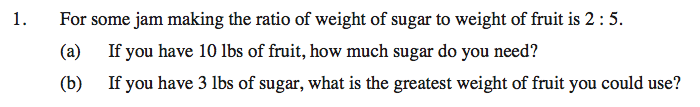 1. For some jam making the ratio of weight of sugar to weight of fruit is 2 : 5.
(a) If you have 10 lbs of fruit, how much sugar do you need?
(b) If you have 3 lbs of sugar, what is the greatest weight of fruit you could use?